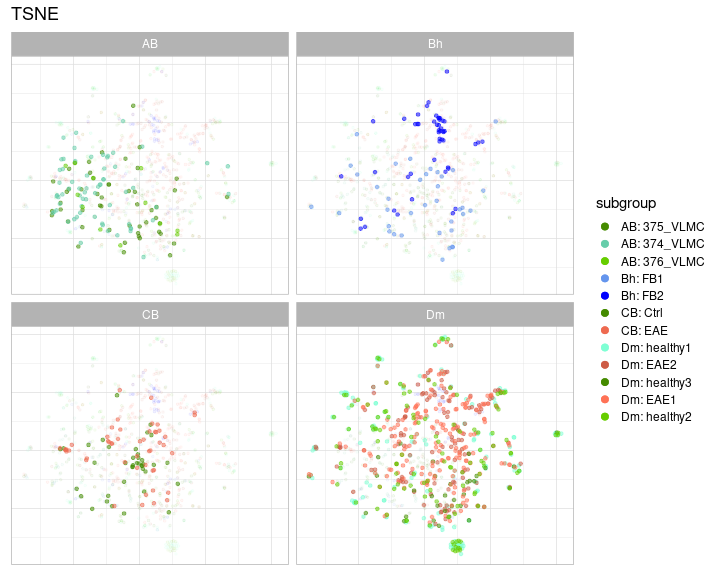 TSNE
AB
Bh
CB
Dm
subgroup
AB: 375_VLMC
AB: 374_VLMC
AB: 376_VLMC
Bh: FB1
Bh: FB2
CB: Ctrl
CB: EAE
Dm: healthy1
Dm: EAE2
Dm: healthy3
Dm: EAE1
Dm: healthy2